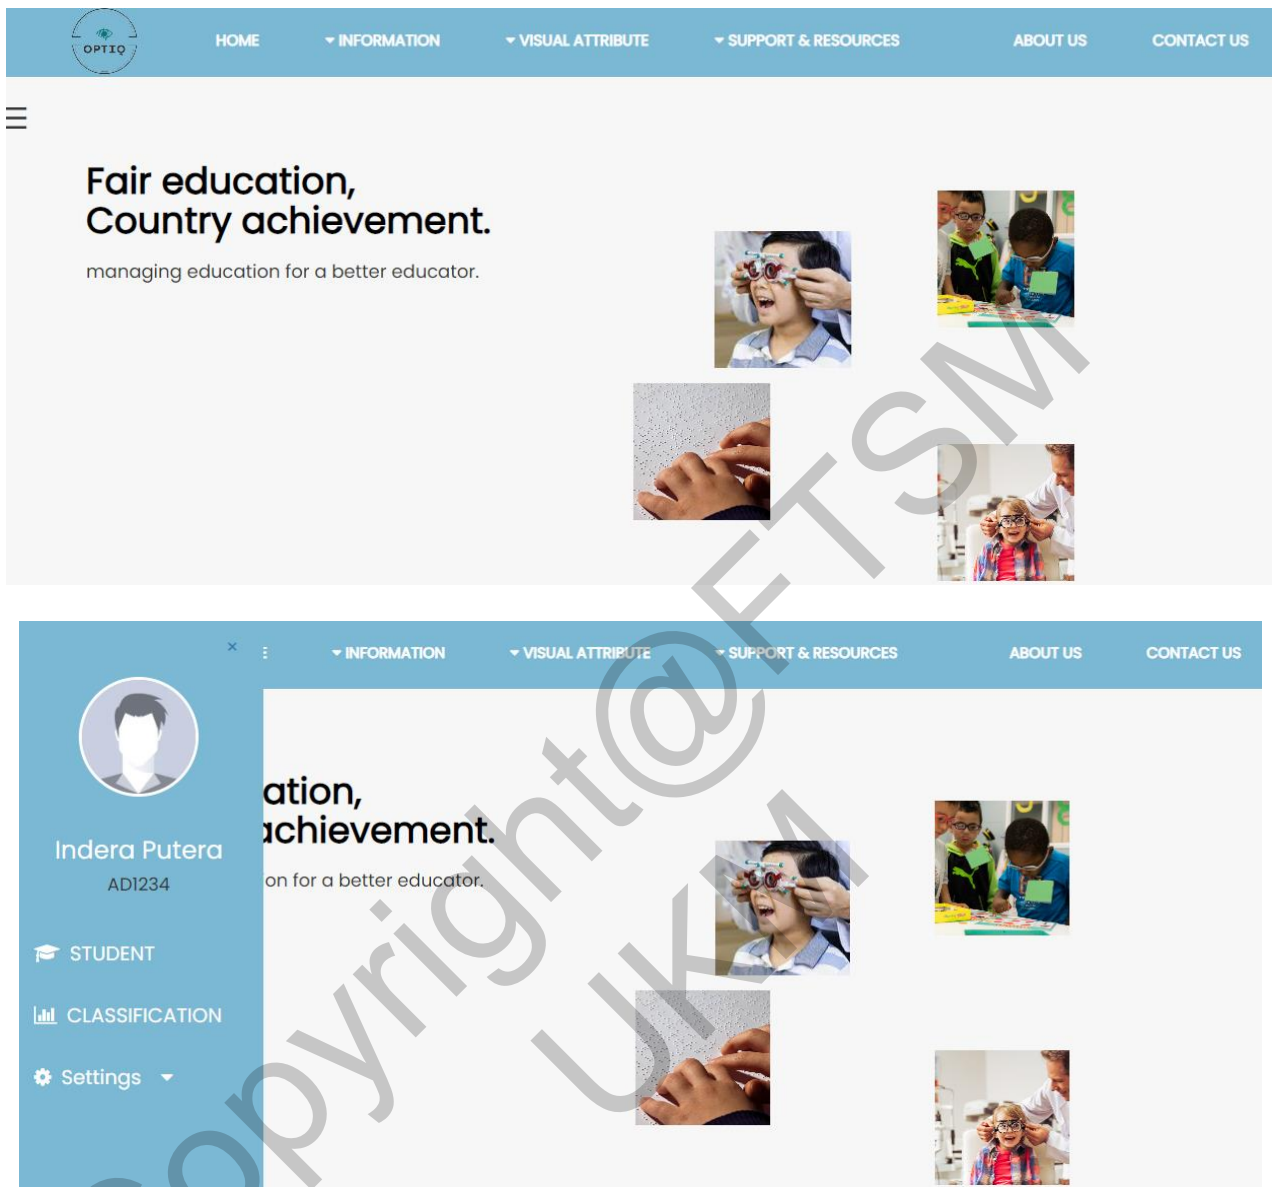 OPTIQ
HOME
INFORMATION
VISUAL ATTRIBUTE
SUPPORT & RESOURCES
ABOUT US
CONTACT US
Fair education,
Country achievement.
managing education for a better educator.
×
E
INFORMATION
VISUAL ATTRIBUTE
SUPPORT & RESOURCES
ABOUT US
CONTACT US
ation,
achievement.
on for a better educator.
Indera Putera
AD1234
STUDENT
CLASSIFICATION
Settings
Copyright@FTSM
UKM